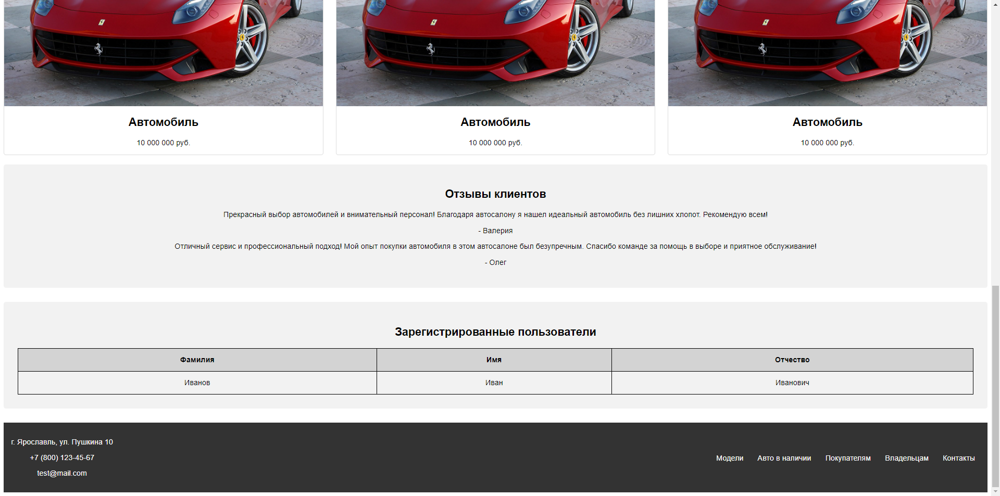 Автомобиль
10 000 000 руб.
Автомобиль
10 000 000 руб.
Автомобиль
10 000 000 руб.
Отзывы клиентов
Прекрасный выбор автомобилей и внимательный персонал! Благодаря автосалону я нашел идеальный автомобиль без лишних хлопот. Рекомендую всем!
- Валерия
Отличный сервис и профессиональный подход! Мой опыт покупки автомобиля в этом автосалоне был безупречным. Спасибо команде за помощь в выборе и приятное обслуживание!
- Олег
Зарегистрированные пользователи
Фамилия Имя Отчество
Иванов Иван Иванович
г. Ярославль, ул. Пушкина 10
+7 (800) 123-45-67
test@mail.com
Модели Авто в наличии Покупателям Владельцам Контакты